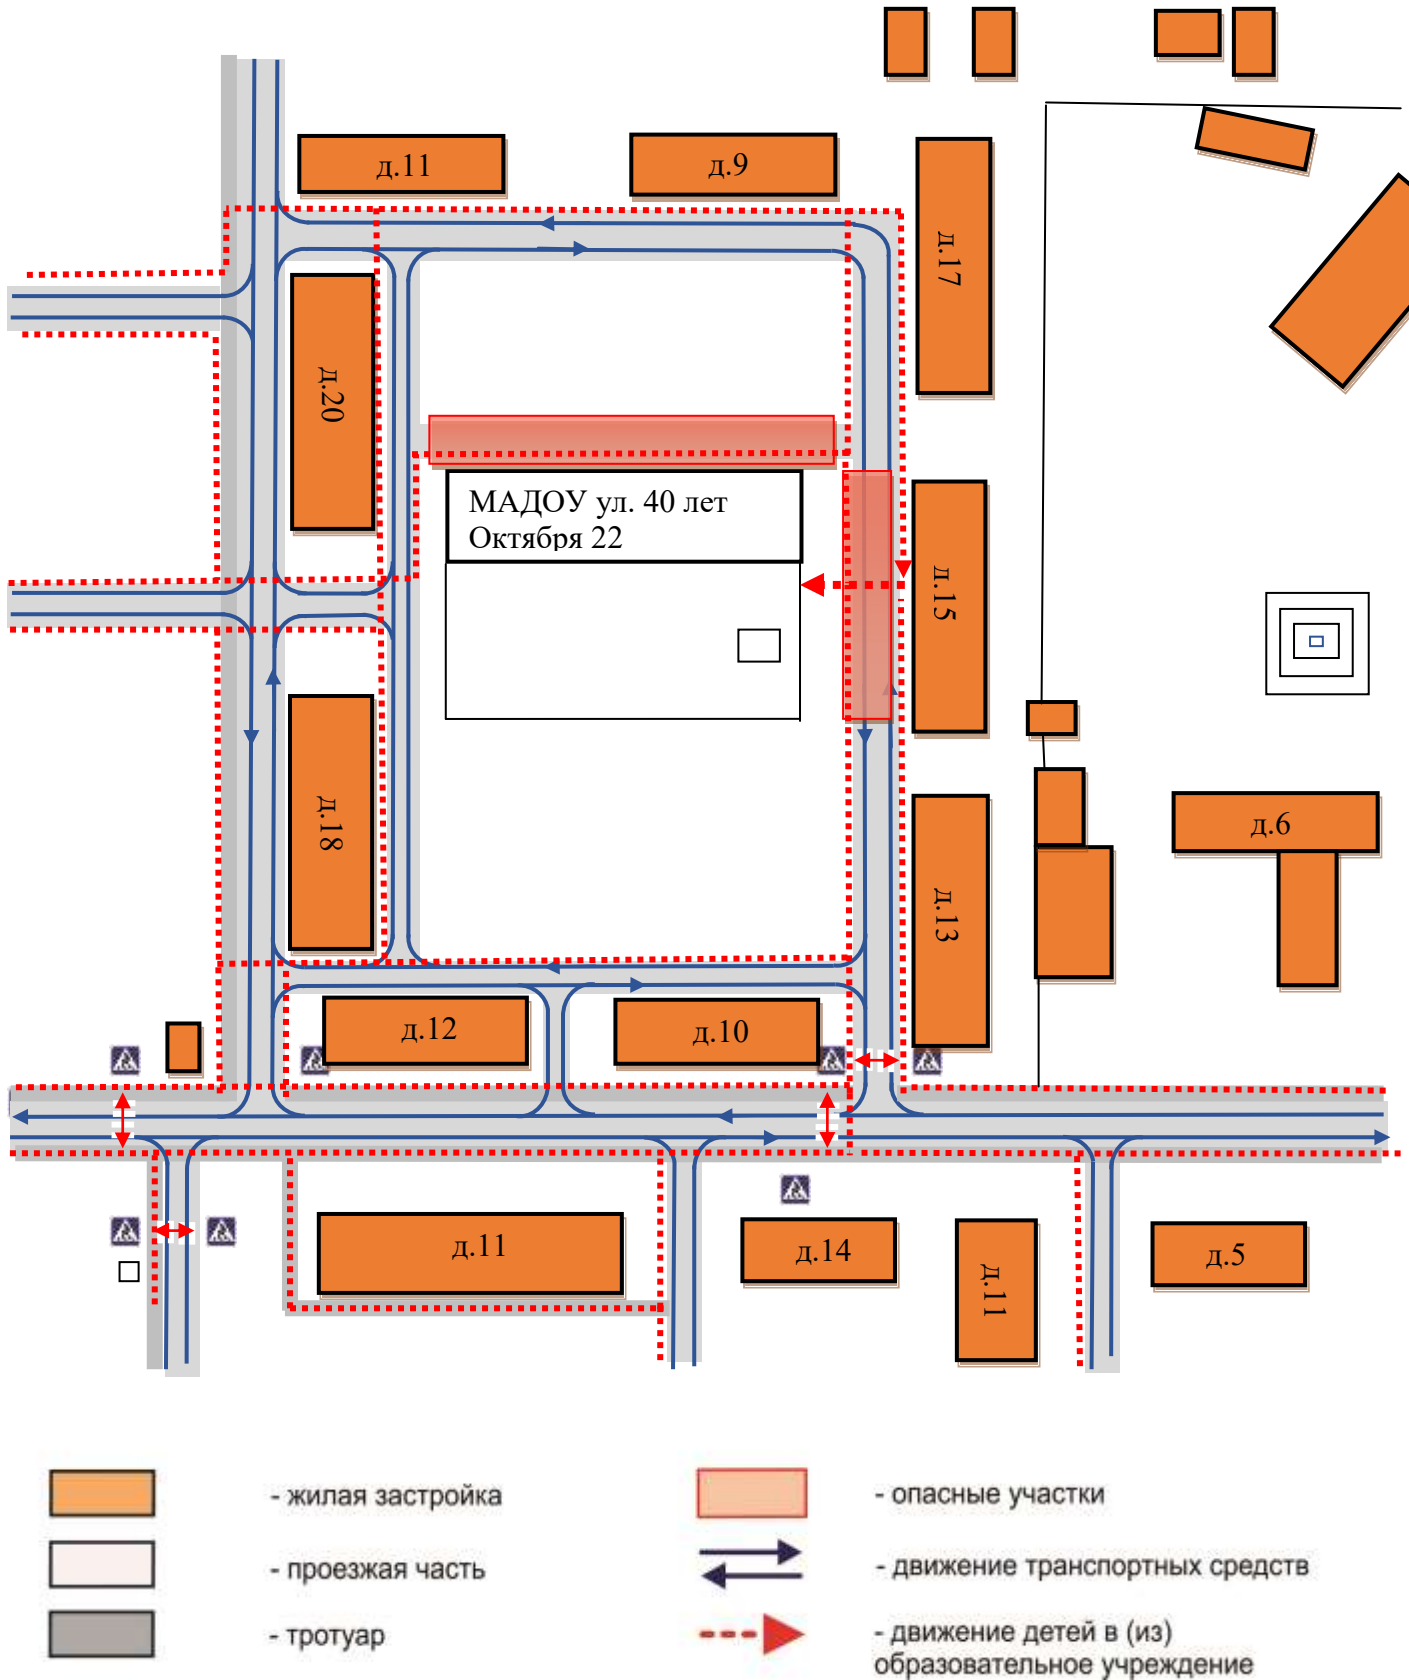 д.11
д.9
д.17
д.20
МАДОУ ул. 40 лет
Октября 22
д.15
д.18
д.6
д.13
д.12
д.10
д.11
д.14
д.11
д.5
- жилая застройка
- опасные участки
- проезжая часть
- движение транспортных средств
- тротуар
- движение детей в (из)
образовательное учреждение